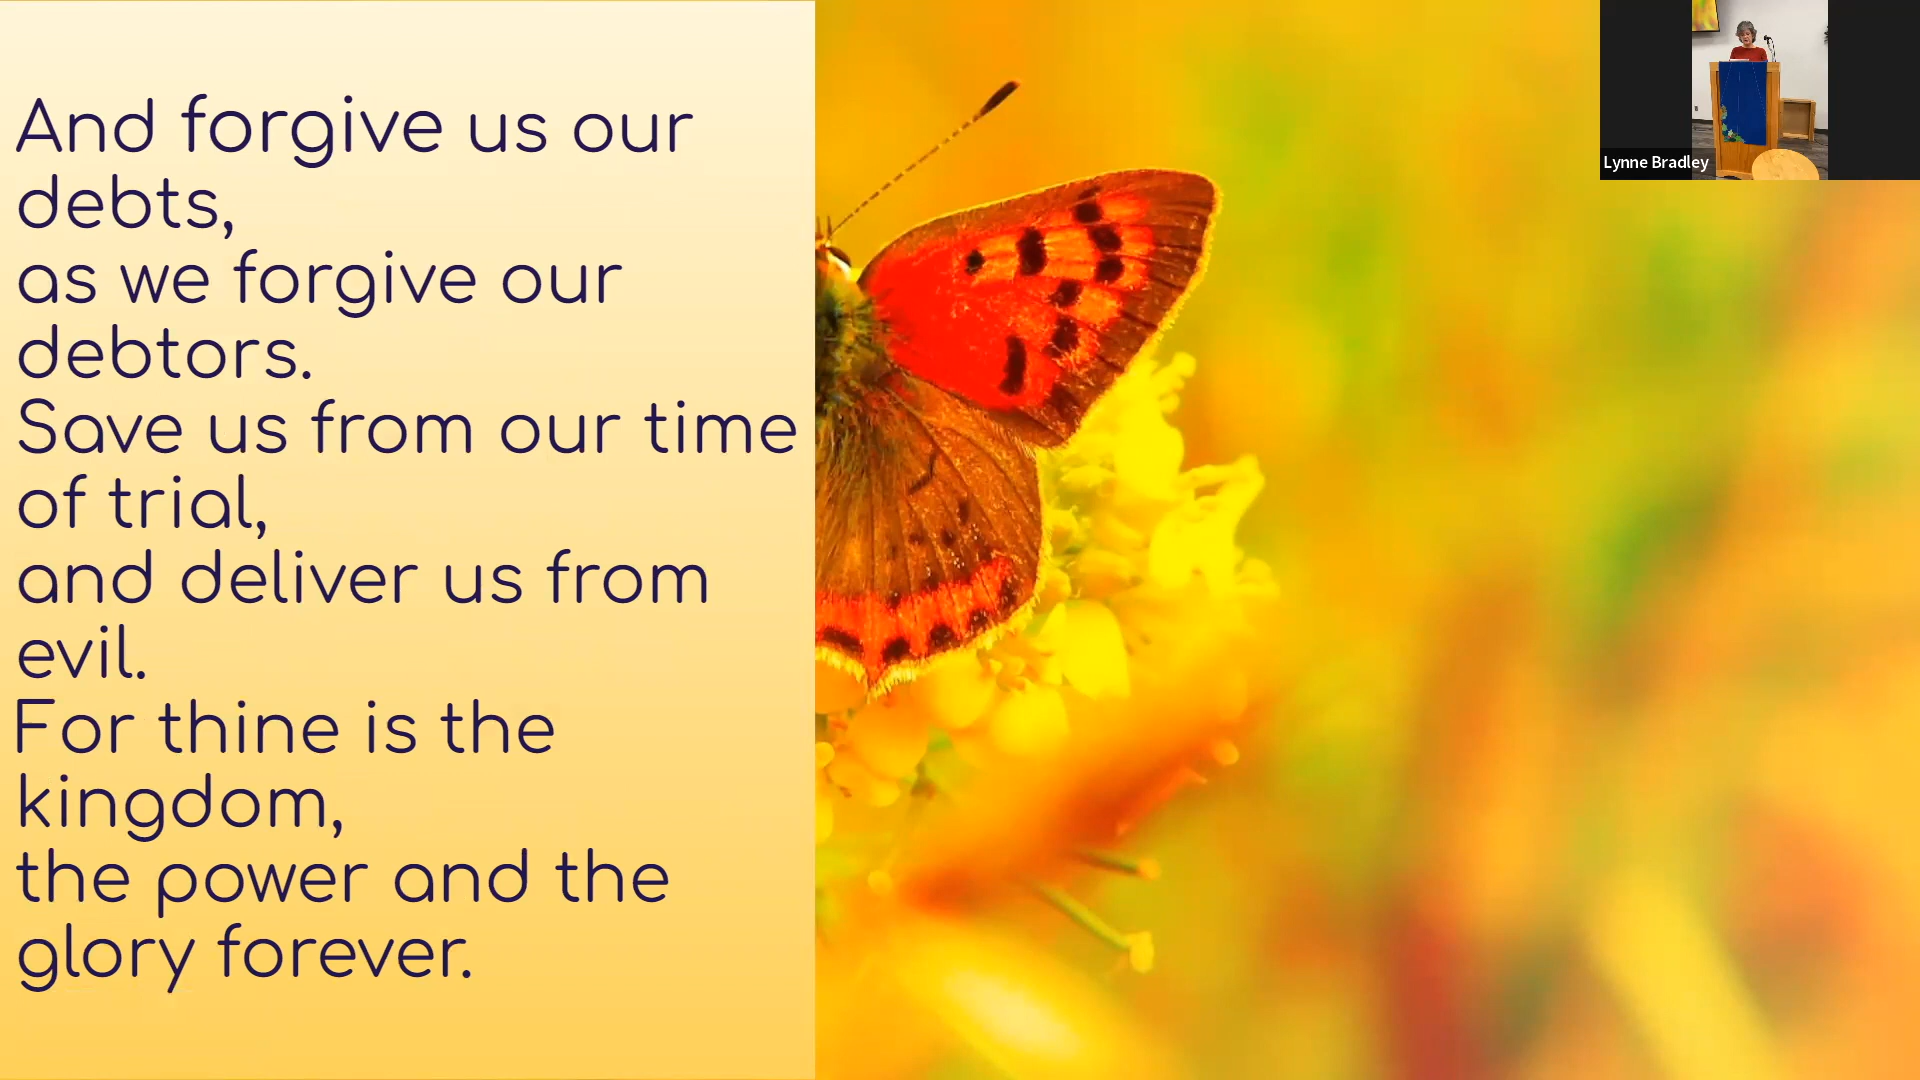 And forgive us our
debts,
as we forgive our
debtors.
Save us from our time
of trial,
and deliver us from
evil.
For thine is the
kingdom,
the power and the
glory forever.
Lynne Bradley